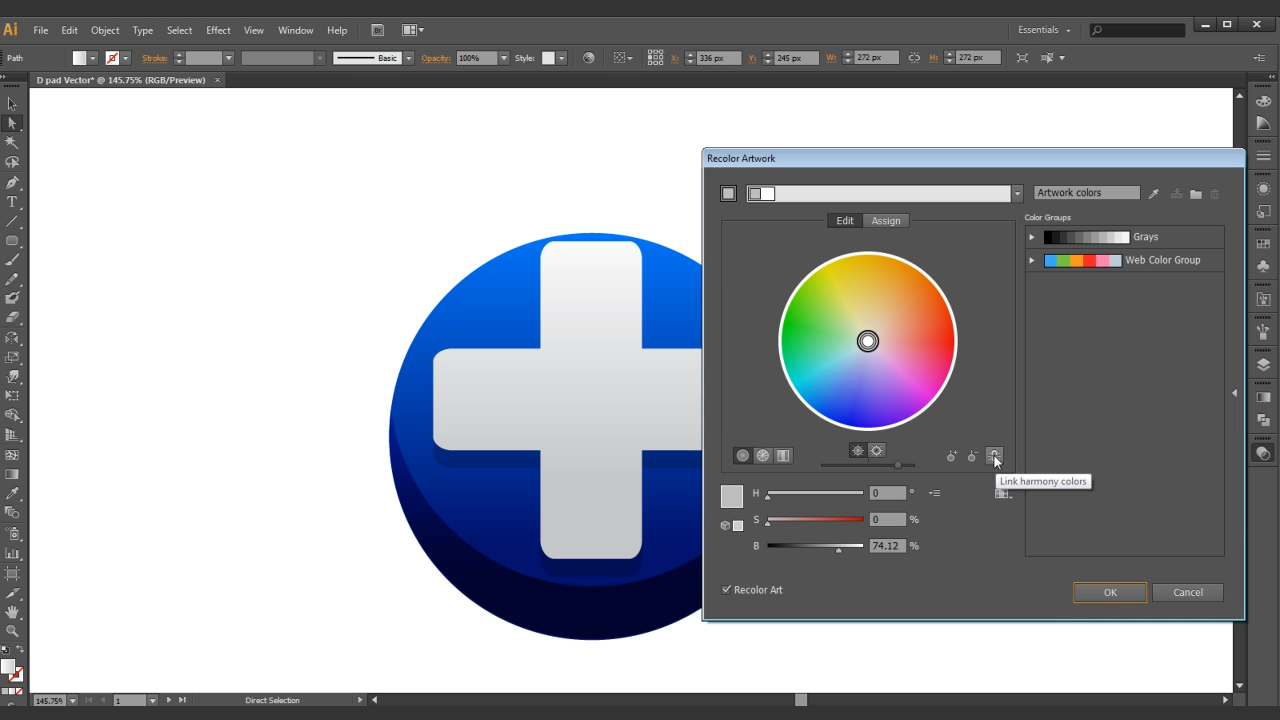 Ai File Edit Object Type Select Effect View Window Help Br Essentials
Path Stroke: Basic Opacity: 100% Style: X: 336 px Y: 245 px W: 272 px H: 272 px
D pad Vector* @ 145.75% (RGB/Preview) ×
Recolor Artwork
Artwork colors
Edit Assign
Color Groups
Grays
Web Color Group
Link harmony colors
H 0 °
S 0 %
B 74.12 %
Recolor Art
OK Cancel
145.75% 1 Direct Selection